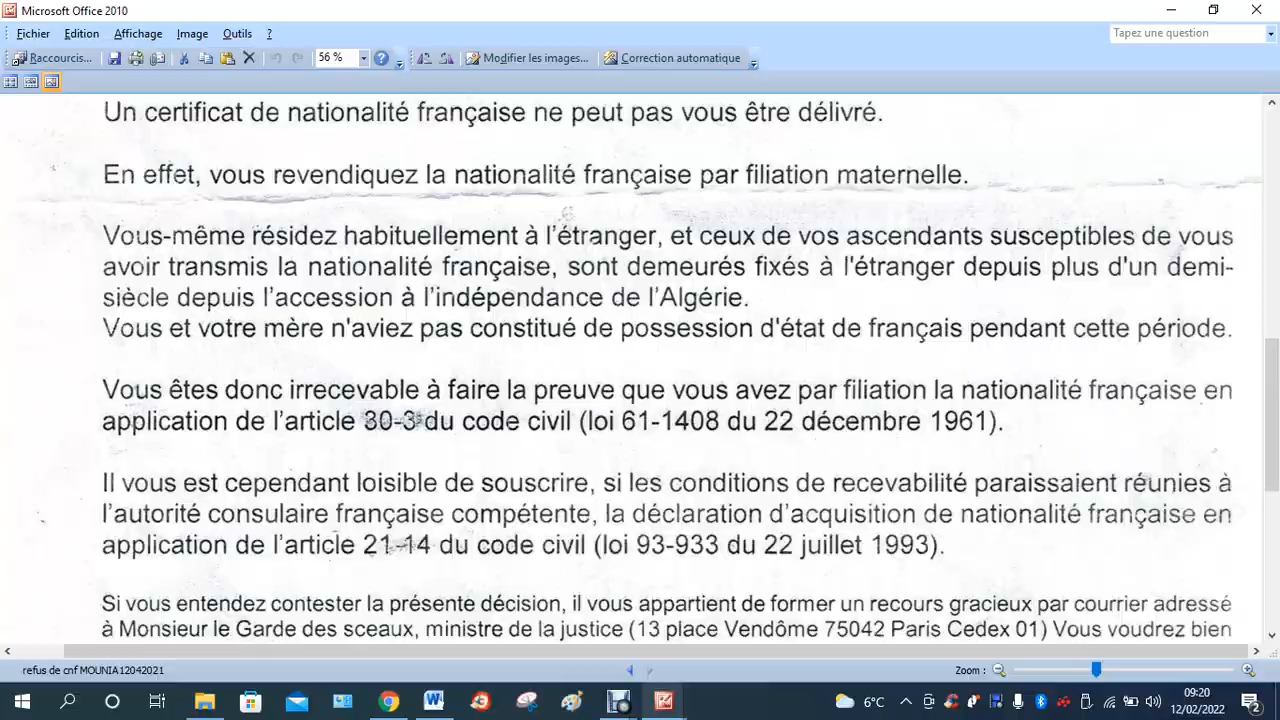 Microsoft Office 2010
Fichier Edition Affichage Image Outils ?
Raccourcis... 56 % Modifier les images... Correction automatique
Tapez une question
Un certificat de nationalité française ne peut pas vous être délivré.
En effet, vous revendiquez la nationalité française par filiation maternelle.
Vous-même résidez habituellement à l'étranger, et ceux de vos ascendants susceptibles de vous
avoir transmis la nationalité française, sont demeurés fixés à l'étranger depuis plus d'un demi-
siècle depuis l'accession à l'indépendance de l'Algérie.
Vous et votre mère n'aviez pas constitué de possession d'état de français pendant cette période.
Vous êtes donc irrecevable à faire la preuve que vous avez par filiation la nationalité française en
application de l'article 30-3 du code civil (loi 61-1408 du 22 décembre 1961).
Il vous est cependant loisible de souscrire, si les conditions de recevabilité paraissaient réunies à
l'autorité consulaire française compétente, la déclaration d'acquisition de nationalité française en
application de l'article 21-14 du code civil (loi 93-933 du 22 juillet 1993).
Si vous entendez contester la présente décision, il vous appartient de former un recours gracieux par courrier adressé
à Monsieur le Garde des sceaux, ministre de la justice (13 place Vendôme 75042 Paris Cedex 01) Vous voudrez bien
refus de cnf MOUNIA12042021 Zoom :
6°C 09:20
12/02/2022 2